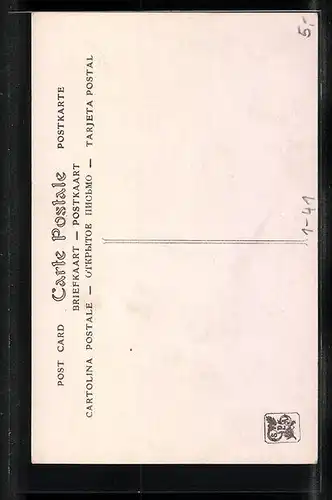 POST CARD Carte Postale POSTKARTE
BRIEFKAART — POSTKAART
CARTOLINA POSTALE — ОТКРЫТОЕ ПИСЬМО — TARJETA POSTAL
5,-
1-41